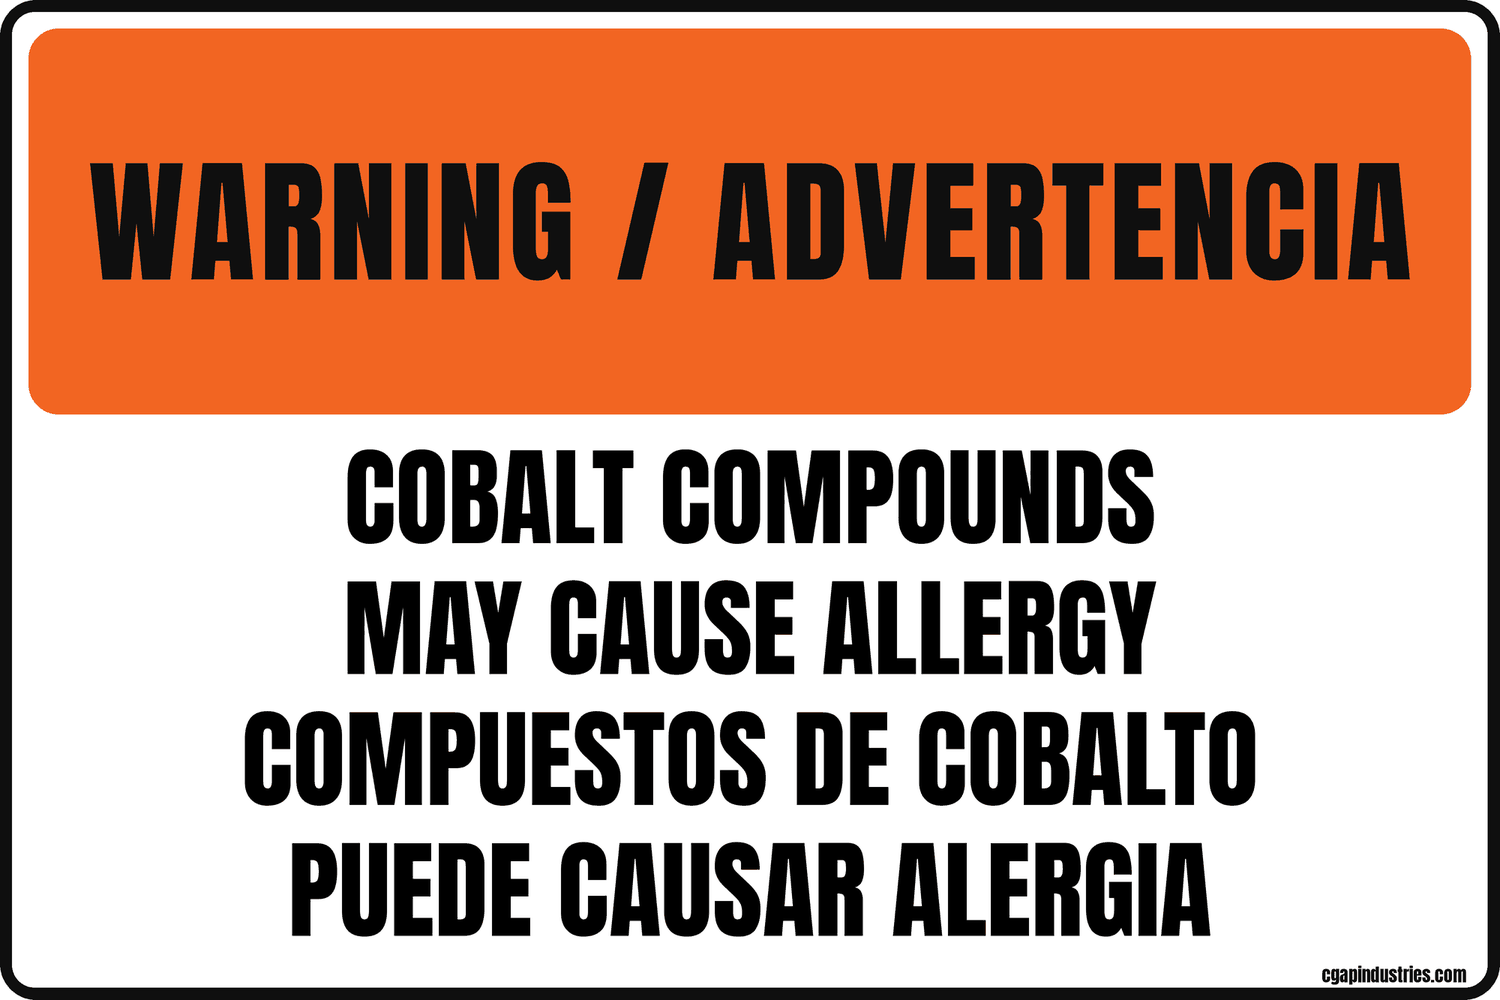 WARNING / ADVERTENCIA
COBALT COMPOUNDS
MAY CAUSE ALLERGY
COMPUESTOS DE COBALTO
PUEDE CAUSAR ALERGIA
cgapindustries.com